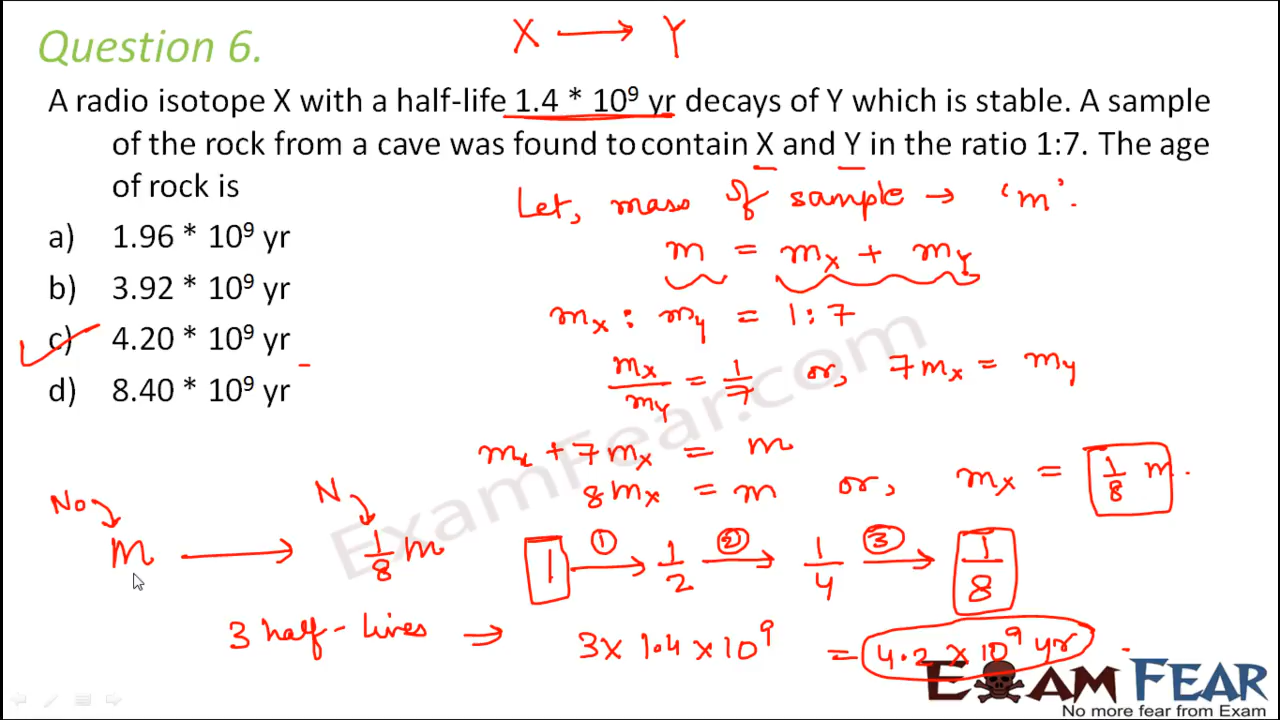 Question 6.
X → Y
A radio isotope X with a half-life 1.4 * 10⁹ yr decays of Y which is stable. A sample
of the rock from a cave was found to contain X and Y in the ratio 1:7. The age
of rock is
a) 1.96 * 10⁹ yr
b) 3.92 * 10⁹ yr
c) 4.20 * 10⁹ yr
d) 8.40 * 10⁹ yr
Let, mass of sample → 'm'.
m = mX + mY
mX : mY = 1:7
mX/mY = 1/7 or, 7mX = mY
mX + 7mX = m
8mX = m or, mX = 1/8 m.
No N
m → 1/8 m
1 →① 1/2 →② 1/4 →③ 1/8
3 half-lives ⇒ 3 x 1.4 x 10⁹ = 4.2 x 10⁹ yr.
ExamFear.com
EXAM FEAR
No more fear from Exam